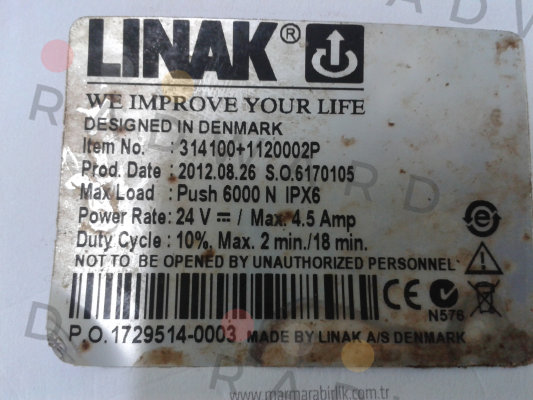 LINAK®
WE IMPROVE YOUR LIFE
DESIGNED IN DENMARK
Item No. : 314100+1120002P
Prod. Date : 2012.08.26 S.O.6170105
Max Load : Push 6000 N IPX6
Power Rate: 24 V ⎓ / Max. 4.5 Amp
Duty Cycle : 10%, Max. 2 min./18 min.
NOT TO BE OPENED BY UNAUTHORIZED PERSONNEL
CE N576
P.O.1729514-0003 MADE BY LINAK A/S DENMARK
www.marmarabirlik.com.tr